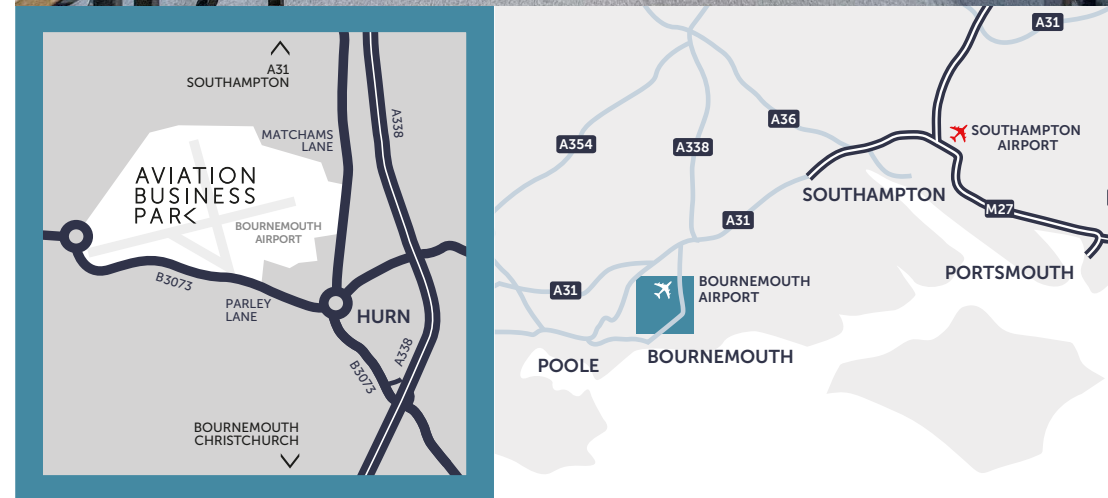 A31
SOUTHAMPTON
MATCHAMS
LANE
A338
AVIATION
BUSINESS
PARK
BOURNEMOUTH
AIRPORT
B3073
PARLEY
LANE
HURN
A338
B3073
BOURNEMOUTH
CHRISTCHURCH
A31
A36
A354
A338
SOUTHAMPTON
AIRPORT
SOUTHAMPTON
M27
A31
PORTSMOUTH
BOURNEMOUTH
AIRPORT
A31
BOURNEMOUTH
POOLE